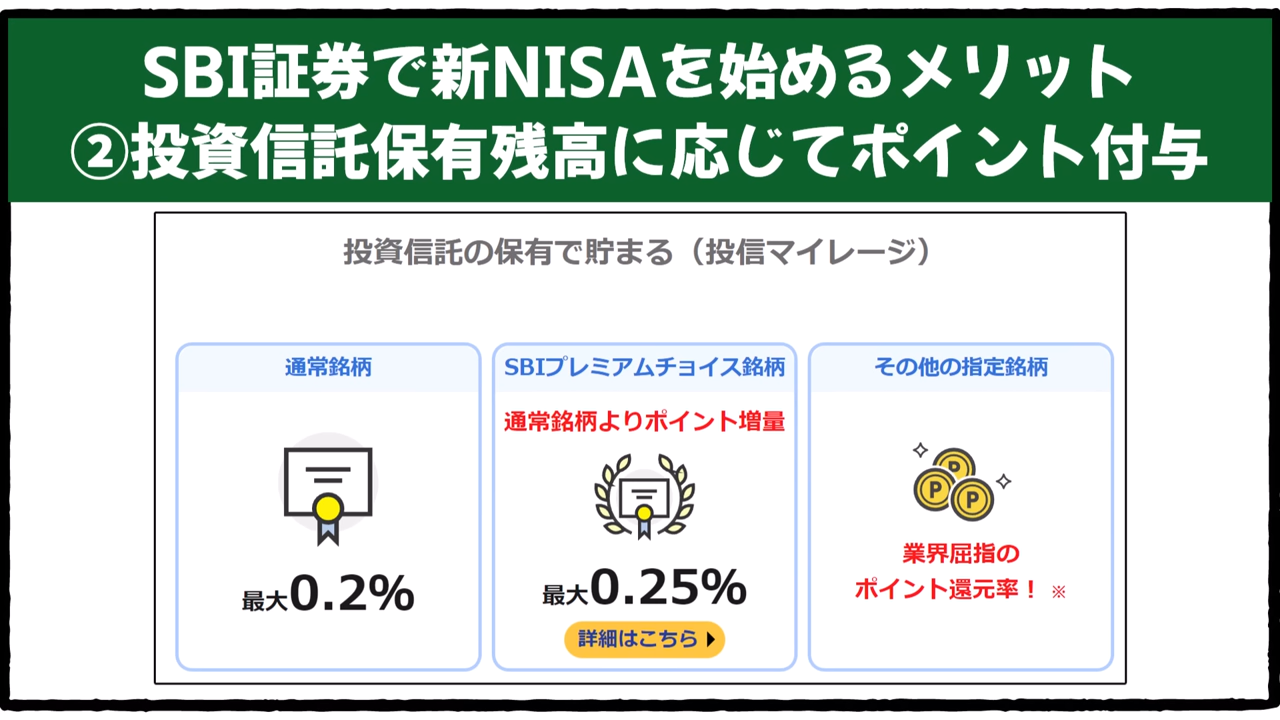 SBI証券で新NISAを始めるメリット
②投資信託保有残高に応じてポイント付与
投資信託の保有で貯まる（投信マイレージ）
通常銘柄
最大0.2%
SBIプレミアムチョイス銘柄
通常銘柄よりポイント増量
最大0.25%
詳細はこちら
その他の指定銘柄
P
P
P
業界屈指の
ポイント還元率！ ※